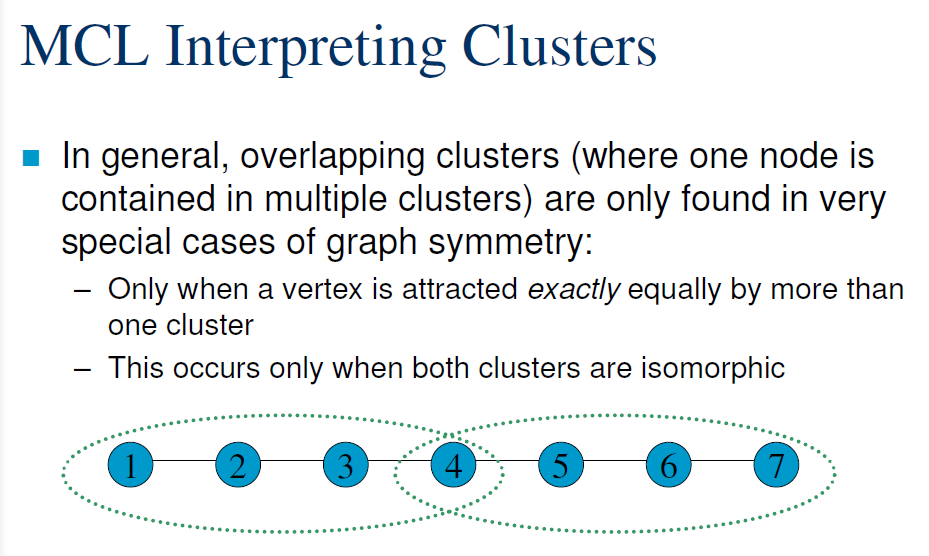 MCL Interpreting Clusters
In general, overlapping clusters (where one node is
contained in multiple clusters) are only found in very
special cases of graph symmetry:
– Only when a vertex is attracted exactly equally by more than
one cluster
– This occurs only when both clusters are isomorphic
1 2 3 4 5 6 7